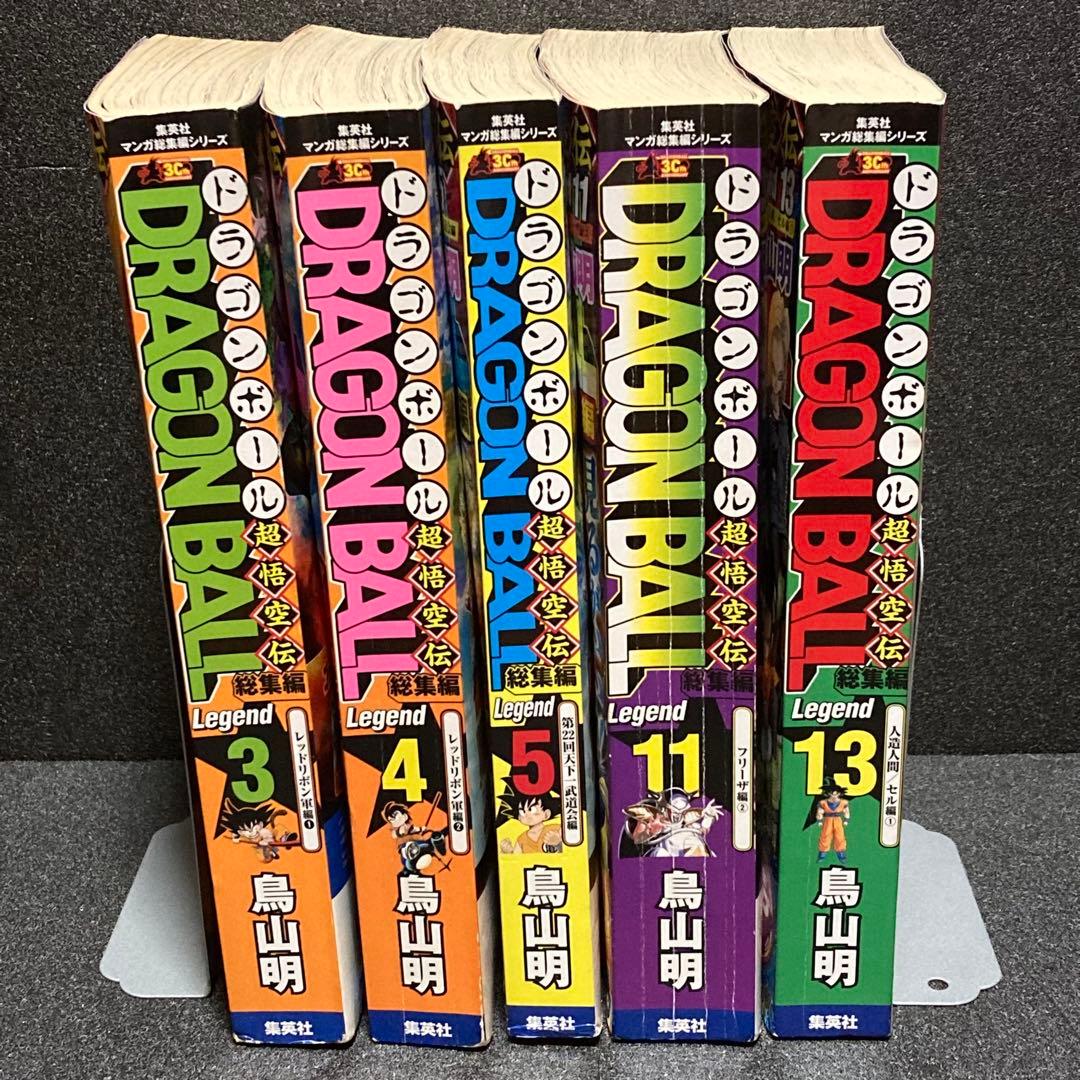 集英社
マンガ総集編シリーズ
30th
ドラゴンボール
DRAGON BALL
超悟空伝
総集編
Legend
3
レッドリボン軍編①
鳥山明
集英社
集英社
マンガ総集編シリーズ
30th
ドラゴンボール
DRAGON BALL
超悟空伝
総集編
Legend
4
レッドリボン軍編②
鳥山明
集英社
集英社
マンガ総集編シリーズ
30th
ドラゴンボール
DRAGON BALL
超悟空伝
総集編
Legend
5
第22回天下一武道会編
鳥山明
集英社
11
集英社
マンガ総集編シリーズ
30th
ドラゴンボール
DRAGON BALL
超悟空伝
総集編
Legend
11
フリーザ編②
鳥山明
集英社
13
集英社
マンガ総集編シリーズ
30th
ドラゴンボール
DRAGON BALL
超悟空伝
総集編
Legend
13
人造人間/セル編①
鳥山明
集英社